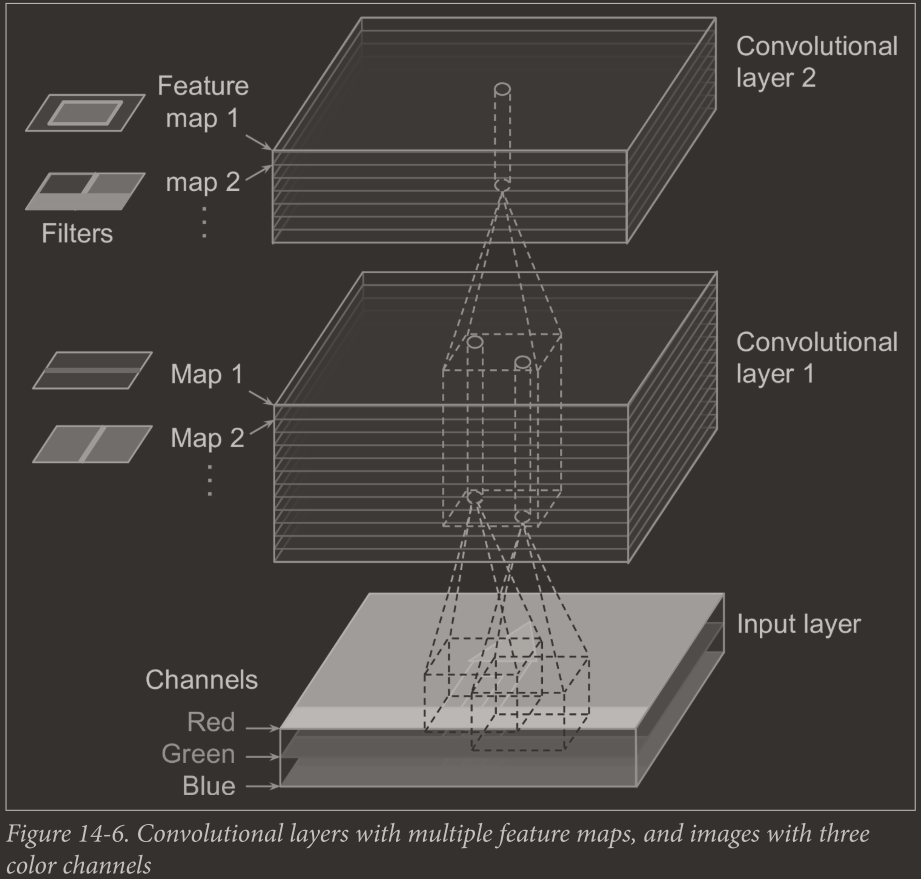 Convolutional
layer 2
Feature
map 1
map 2
Filters
Convolutional
layer 1
Map 1
Map 2
Input layer
Channels
Red
Green
Blue
Figure 14-6. Convolutional layers with multiple feature maps, and images with three
color channels